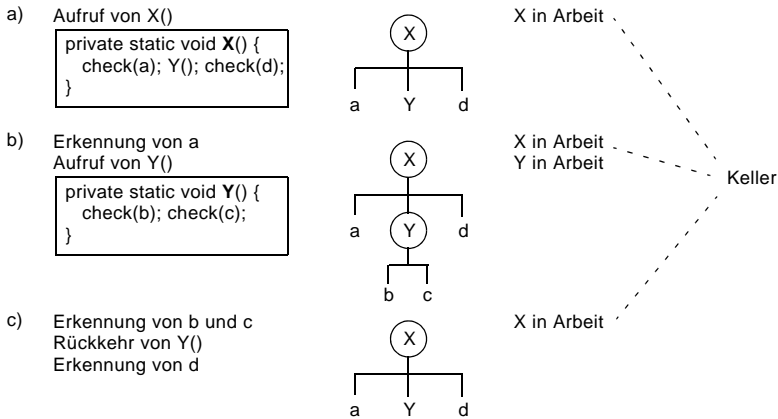 a) Aufruf von X()
private static void X() {
check(a); Y(); check(d);
}
X
a Y d
X in Arbeit
b) Erkennung von a
Aufruf von Y()
private static void Y() {
check(b); check(c);
}
X
a Y d
b c
X in Arbeit
Y in Arbeit
Keller
c) Erkennung von b und c
Rückkehr von Y()
Erkennung von d
X
a Y d
X in Arbeit